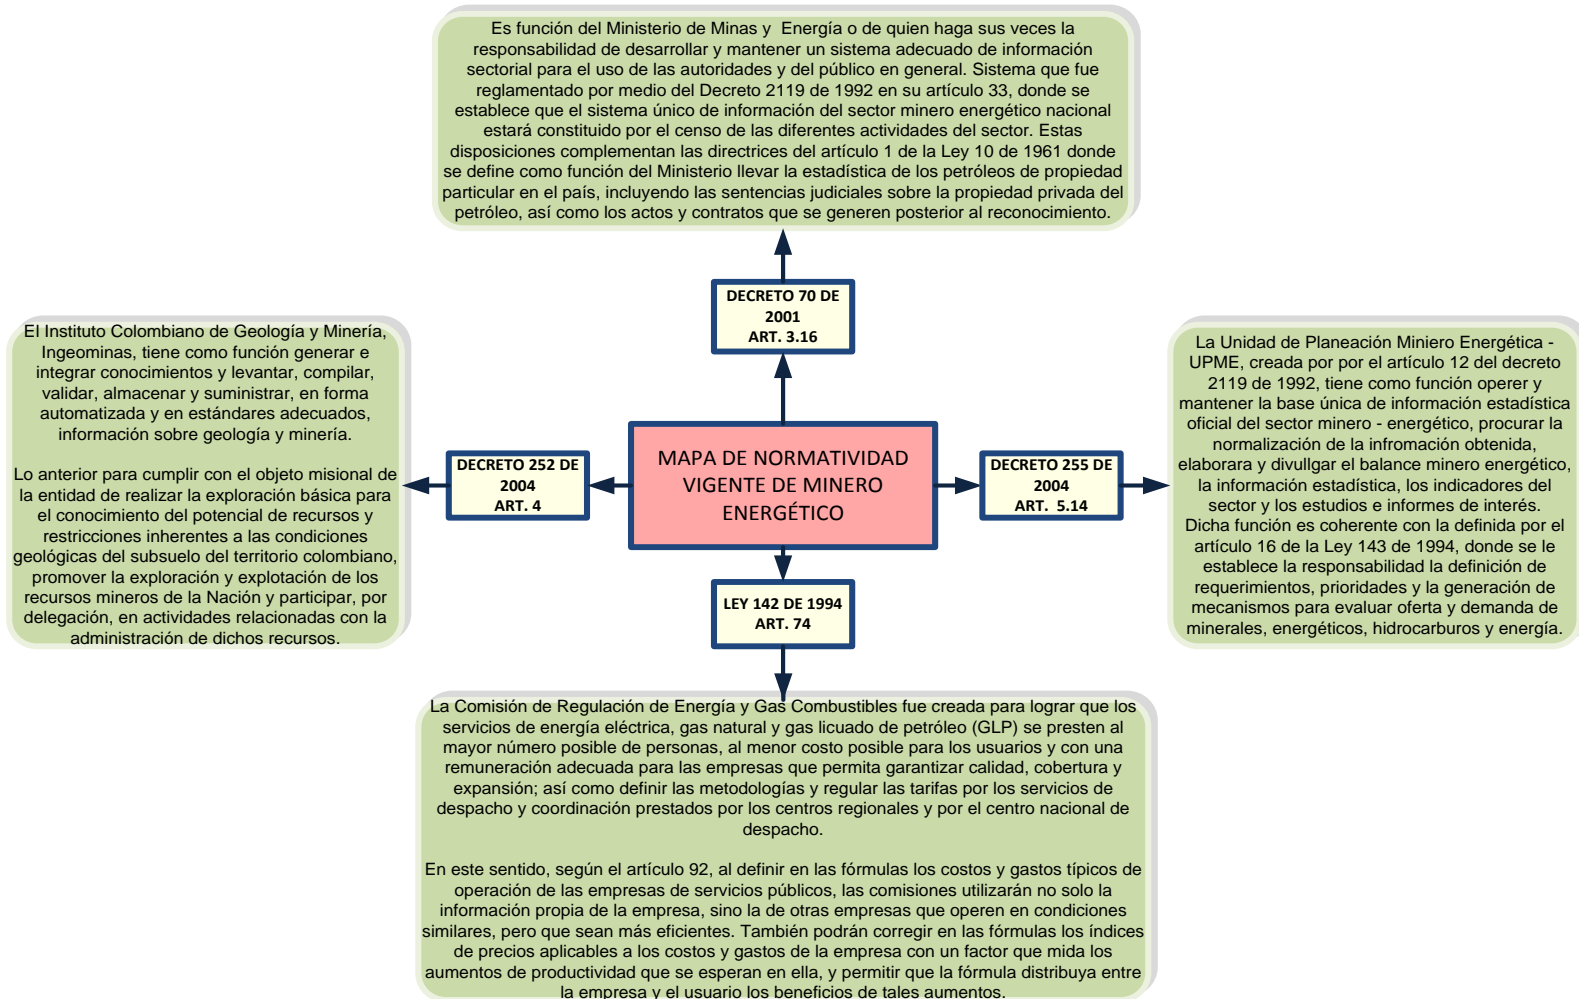 Es función del Ministerio de Minas y  Energía o de quien haga sus veces la
responsabilidad de desarrollar y mantener un sistema adecuado de información
sectorial para el uso de las autoridades y del público en general. Sistema que fue
reglamentado por medio del Decreto 2119 de 1992 en su artículo 33, donde se
establece que el sistema único de información del sector minero energético nacional
estará constituido por el censo de las diferentes actividades del sector. Estas
disposiciones complementan las directrices del artículo 1 de la Ley 10 de 1961 donde
se define como función del Ministerio llevar la estadística de los petróleos de propiedad
particular en el país, incluyendo las sentencias judiciales sobre la propiedad privada del
petróleo, así como los actos y contratos que se generen posterior al reconocimiento.
DECRETO 70 DE
2001
ART. 3.16
El Instituto Colombiano de Geología y Minería,
Ingeominas, tiene como función generar e
integrar conocimientos y levantar, compilar,
validar, almacenar y suministrar, en forma
automatizada y en estándares adecuados,
información sobre geología y minería.
Lo anterior para cumplir con el objeto misional de
la entidad de realizar la exploración básica para
el conocimiento del potencial de recursos y
restricciones inherentes a las condiciones
geológicas del subsuelo del territorio colombiano,
promover la exploración y explotación de los
recursos mineros de la Nación y participar, por
delegación, en actividades relacionadas con la
administración de dichos recursos.
DECRETO 252 DE
2004
ART. 4
MAPA DE NORMATIVIDAD
VIGENTE DE MINERO
ENERGÉTICO
DECRETO 255 DE
2004
ART.  5.14
La Unidad de Planeación Miniero Energética -
UPME, creada por por el artículo 12 del decreto
2119 de 1992, tiene como función operer y
mantener la base única de información estadística
oficial del sector minero - energético, procurar la
normalización de la infromación obtenida,
elaborara y divullgar el balance minero energético,
la información estadística, los indicadores del
sector y los estudios e informes de interés.
Dicha función es coherente con la definida por el
artículo 16 de la Ley 143 de 1994, donde se le
establece la responsabilidad la definición de
requerimientos, prioridades y la generación de
mecanismos para evaluar oferta y demanda de
minerales, energéticos, hidrocarburos y energía.
LEY 142 DE 1994
ART. 74
La Comisión de Regulación de Energía y Gas Combustibles fue creada para lograr que los
servicios de energía eléctrica, gas natural y gas licuado de petróleo (GLP) se presten al
mayor número posible de personas, al menor costo posible para los usuarios y con una
remuneración adecuada para las empresas que permita garantizar calidad, cobertura y
expansión; así como definir las metodologías y regular las tarifas por los servicios de
despacho y coordinación prestados por los centros regionales y por el centro nacional de
despacho.
En este sentido, según el artículo 92, al definir en las fórmulas los costos y gastos típicos de
operación de las empresas de servicios públicos, las comisiones utilizarán no solo la
información propia de la empresa, sino la de otras empresas que operen en condiciones
similares, pero que sean más eficientes. También podrán corregir en las fórmulas los índices
de precios aplicables a los costos y gastos de la empresa con un factor que mida los
aumentos de productividad que se esperan en ella, y permitir que la fórmula distribuya entre
la empresa y el usuario los beneficios de tales aumentos.